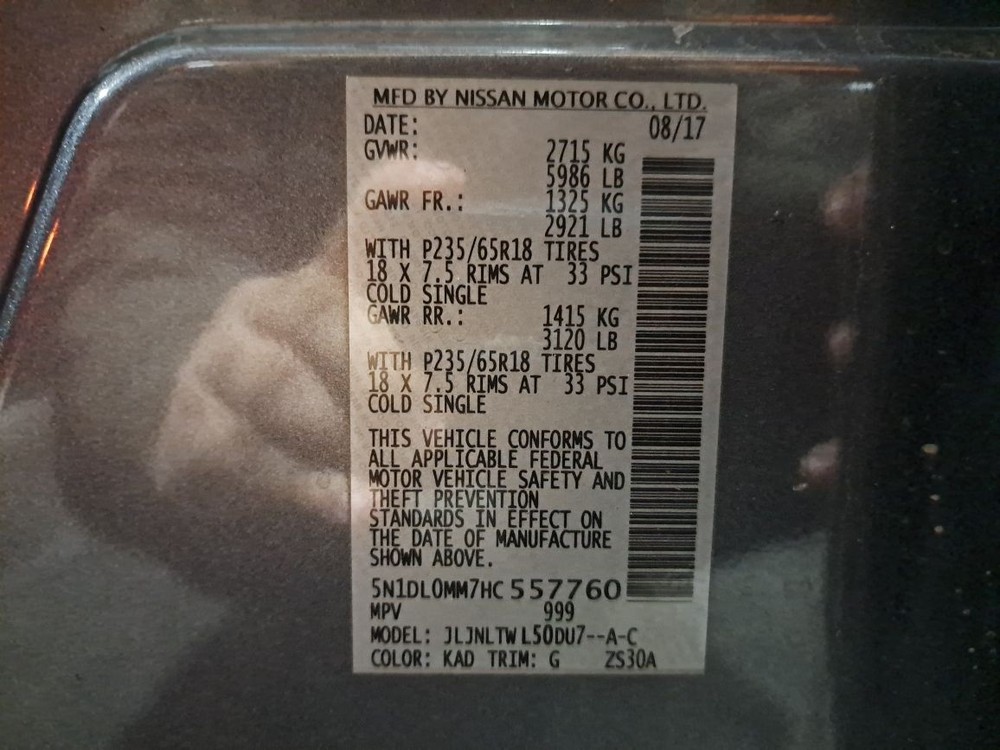 MFD BY NISSAN MOTOR CO., LTD.
DATE: 08/17
GVWR: 2715 KG
5986 LB
GAWR FR.: 1325 KG
2921 LB
WITH P235/65R18 TIRES
18 X 7.5 RIMS AT 33 PSI
COLD SINGLE
GAWR RR.: 1415 KG
3120 LB
WITH P235/65R18 TIRES
18 X 7.5 RIMS AT 33 PSI
COLD SINGLE
THIS VEHICLE CONFORMS TO
ALL APPLICABLE FEDERAL
MOTOR VEHICLE SAFETY AND
THEFT PREVENTION
STANDARDS IN EFFECT ON
THE DATE OF MANUFACTURE
SHOWN ABOVE.
5N1DL0MM7HC 557760
MPV 999
MODEL: JLJNLTWL50DU7--A-C
COLOR: KAD TRIM: G ZS30A